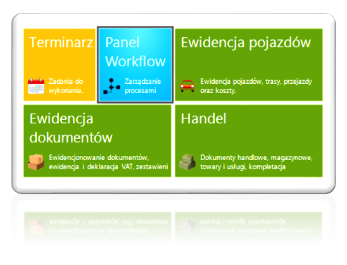 Terminarz
Zadania do
wykonania.
Panel
Workflow
Zarządzanie
procesami
Ewidencja pojazdów
Ewidencja pojazdów, trasy, przejazdy
oraz koszty.
Ewidencja
dokumentów
Ewidencjonowanie dokumentów,
ewidencja i deklaracja VAT, zestawieni
Handel
Dokumenty handlowe, magazynowe,
towary i usługi, kompletacja